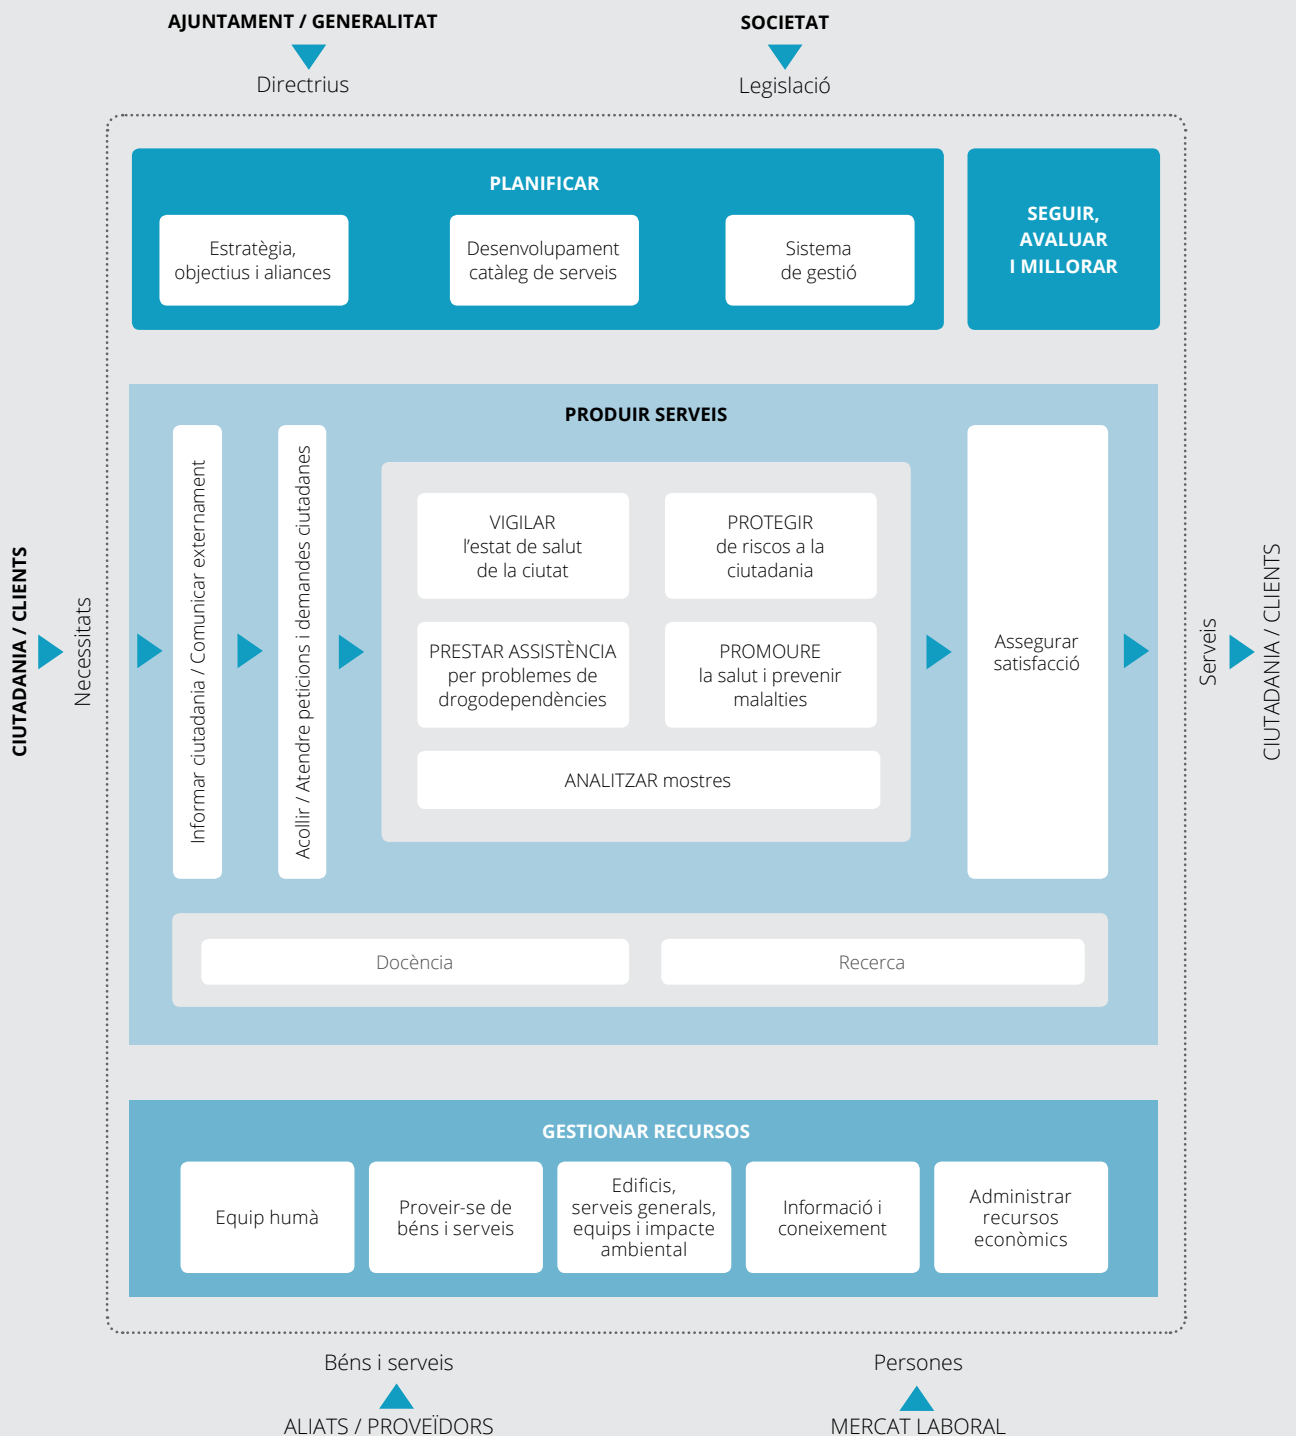 AJUNTAMENT / GENERALITAT
Directrius
SOCIETAT
Legislació
PLANIFICAR
Estratègia,
objectius i aliances
Desenvolupament
catàleg de serveis
Sistema
de gestió
SEGUIR,
AVALUAR
I MILLORAR
CIUTADANIA / CLIENTS
Necessitats
PRODUIR SERVEIS
Informar ciutadania / Comunicar externament
Acollir / Atendre peticions i demandes ciutadanes
VIGILAR
l'estat de salut
de la ciutat
PROTEGIR
de riscos a la
ciutadania
PRESTAR ASSISTÈNCIA
per problemes de
drogodependències
PROMOURE
la salut i prevenir
malalties
ANALITZAR mostres
Assegurar
satisfacció
Docència
Recerca
Serveis
CIUTADANIA / CLIENTS
GESTIONAR RECURSOS
Equip humà
Proveir-se de
béns i serveis
Edificis,
serveis generals,
equips i impacte
ambiental
Informació i
coneixement
Administrar
recursos
econòmics
Béns i serveis
ALIATS / PROVEÏDORS
Persones
MERCAT LABORAL